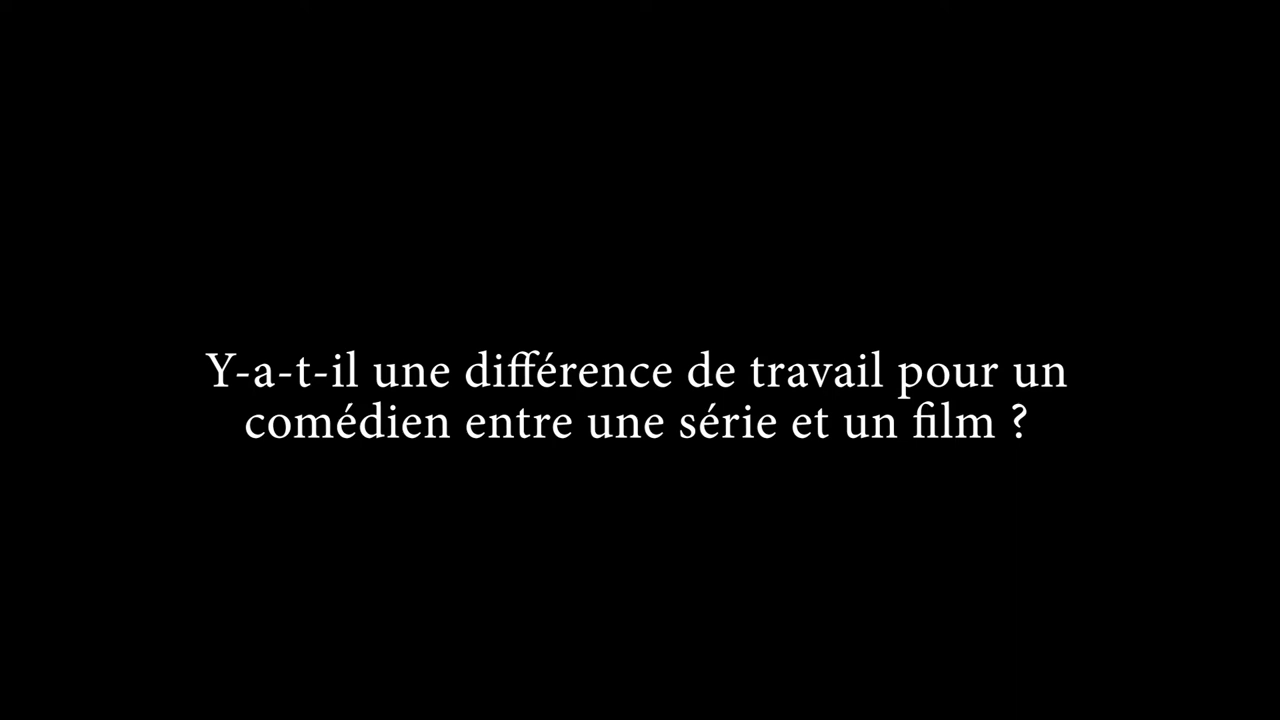 Y-a-t-il une différence de travail pour un
comédien entre une série et un film ?